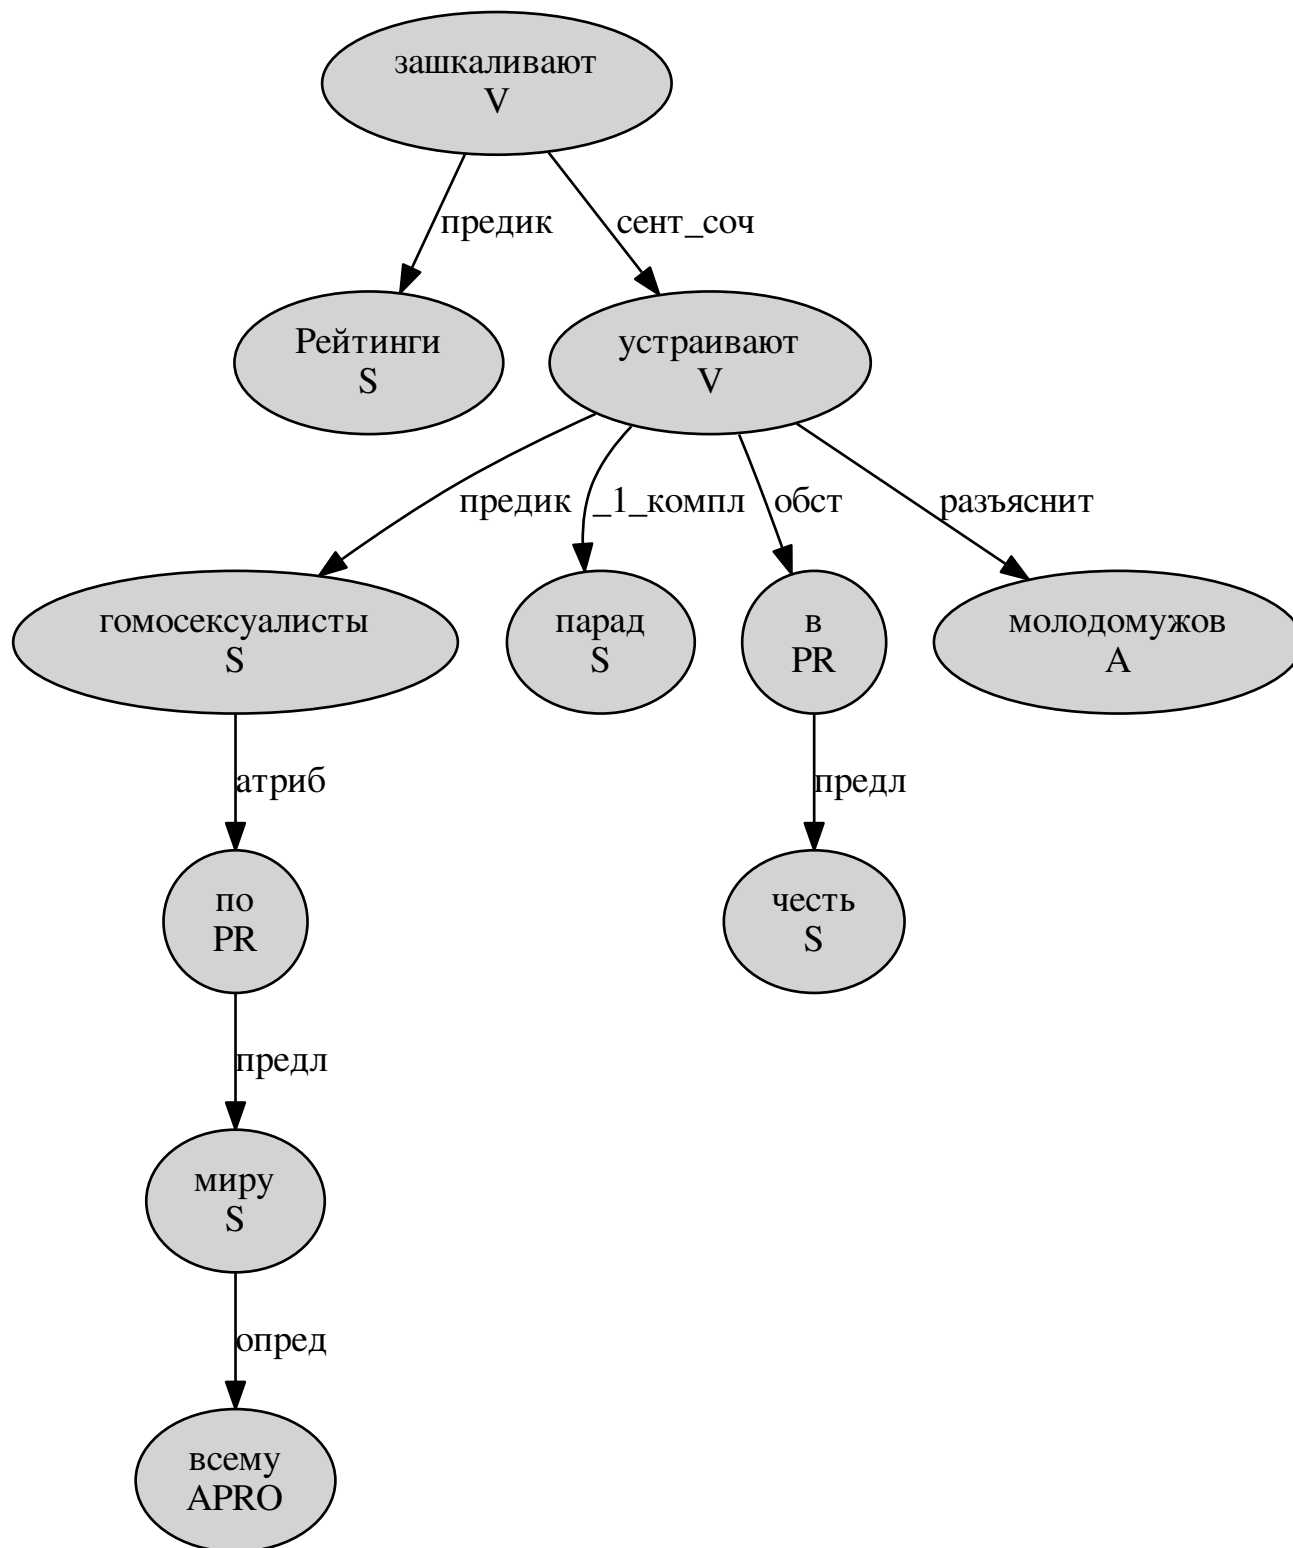 зашкаливают
V
предик
сент_соч
Рейтинги
S
устраивают
V
предик
_1_компл
обст
разъяснит
гомосексуалисты
S
парад
S
в
PR
молодомужов
A
атриб
предл
по
PR
честь
S
предл
миру
S
опред
всему
APRO